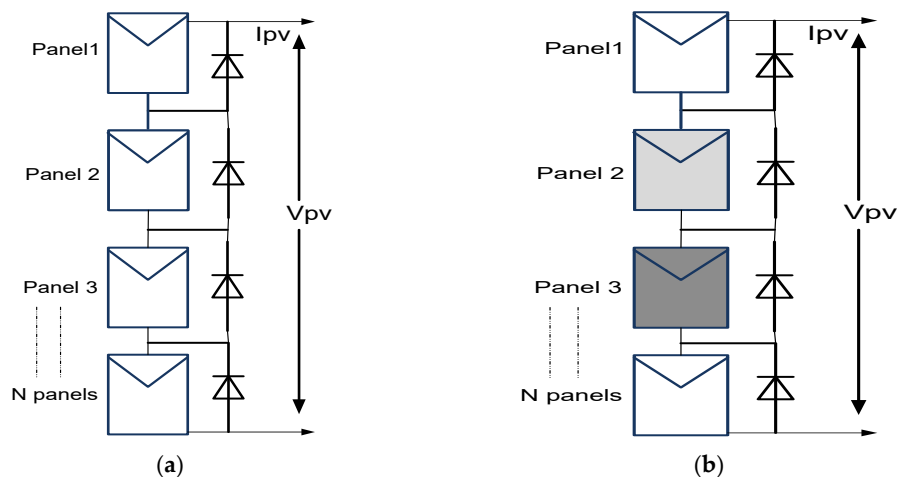 Ipv
Panel1
Panel 2
Vpv
Panel 3
N panels
(a)
Ipv
Panel1
Panel 2
Vpv
Panel 3
N panels
(b)